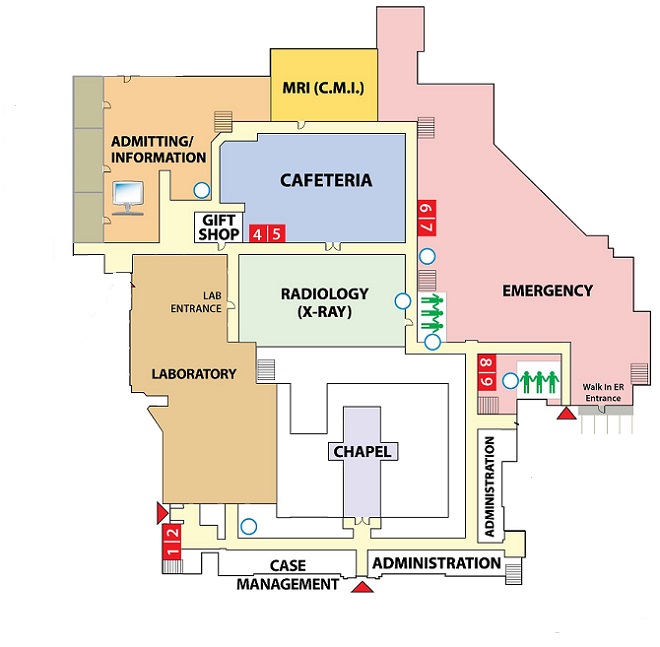 MRI (C.M.I.)
ADMITTING/
INFORMATION
CAFETERIA
GIFT
SHOP
4 5
6 7
LAB
ENTRANCE
RADIOLOGY
(X-RAY)
EMERGENCY
LABORATORY
8 9
Walk In ER
Entrance
CHAPEL
ADMINISTRATION
1 2
CASE
MANAGEMENT
ADMINISTRATION